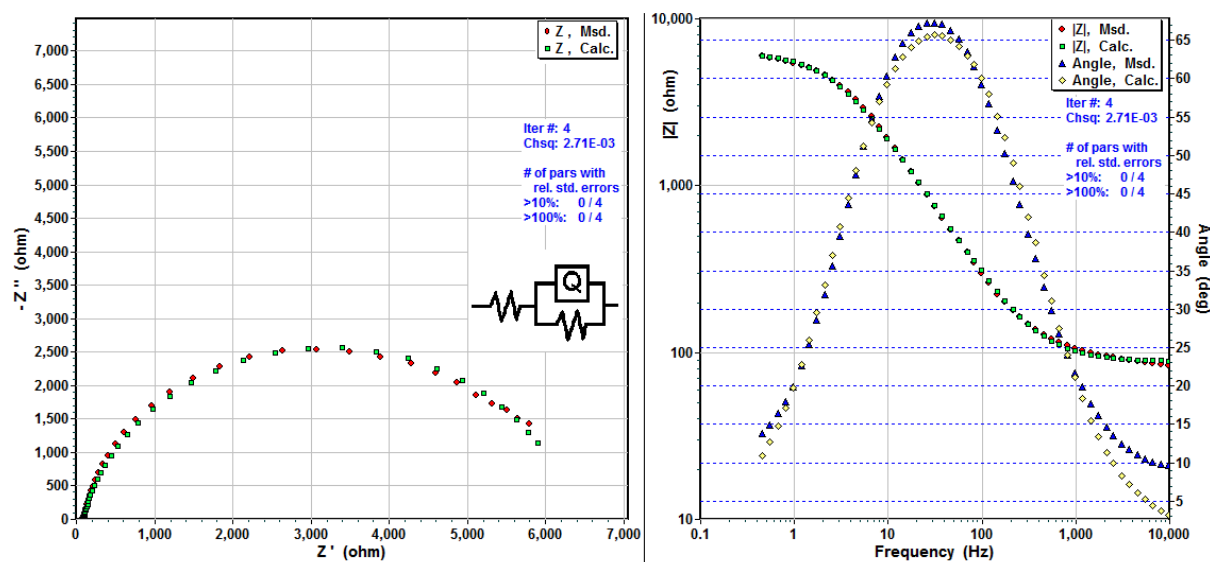 7,000
6,500
6,000
5,500
5,000
4,500
4,000
3,500
3,000
2,500
2,000
1,500
1,000
500
0
-Z'' (ohm)
0
1,000
2,000
3,000
4,000
5,000
6,000
7,000
Z ' (ohm)
Z , Msd.
Z , Calc.
Iter #: 4
Chsq: 2.71E-03
# of pars with
rel. std. errors
>10%: 0 / 4
>100%: 0 / 4
Q
10,000
1,000
100
10
|Z| (ohm)
0.1
1.0
10
100
1,000
10,000
Frequency (Hz)
65
60
55
50
45
40
35
30
25
20
15
10
5
Angle (deg)
|Z|, Msd.
|Z|, Calc.
Angle, Msd.
Angle, Calc.
Iter #: 4
Chsq: 2.71E-03
# of pars with
rel. std. errors
>10%: 0 / 4
>100%: 0 / 4